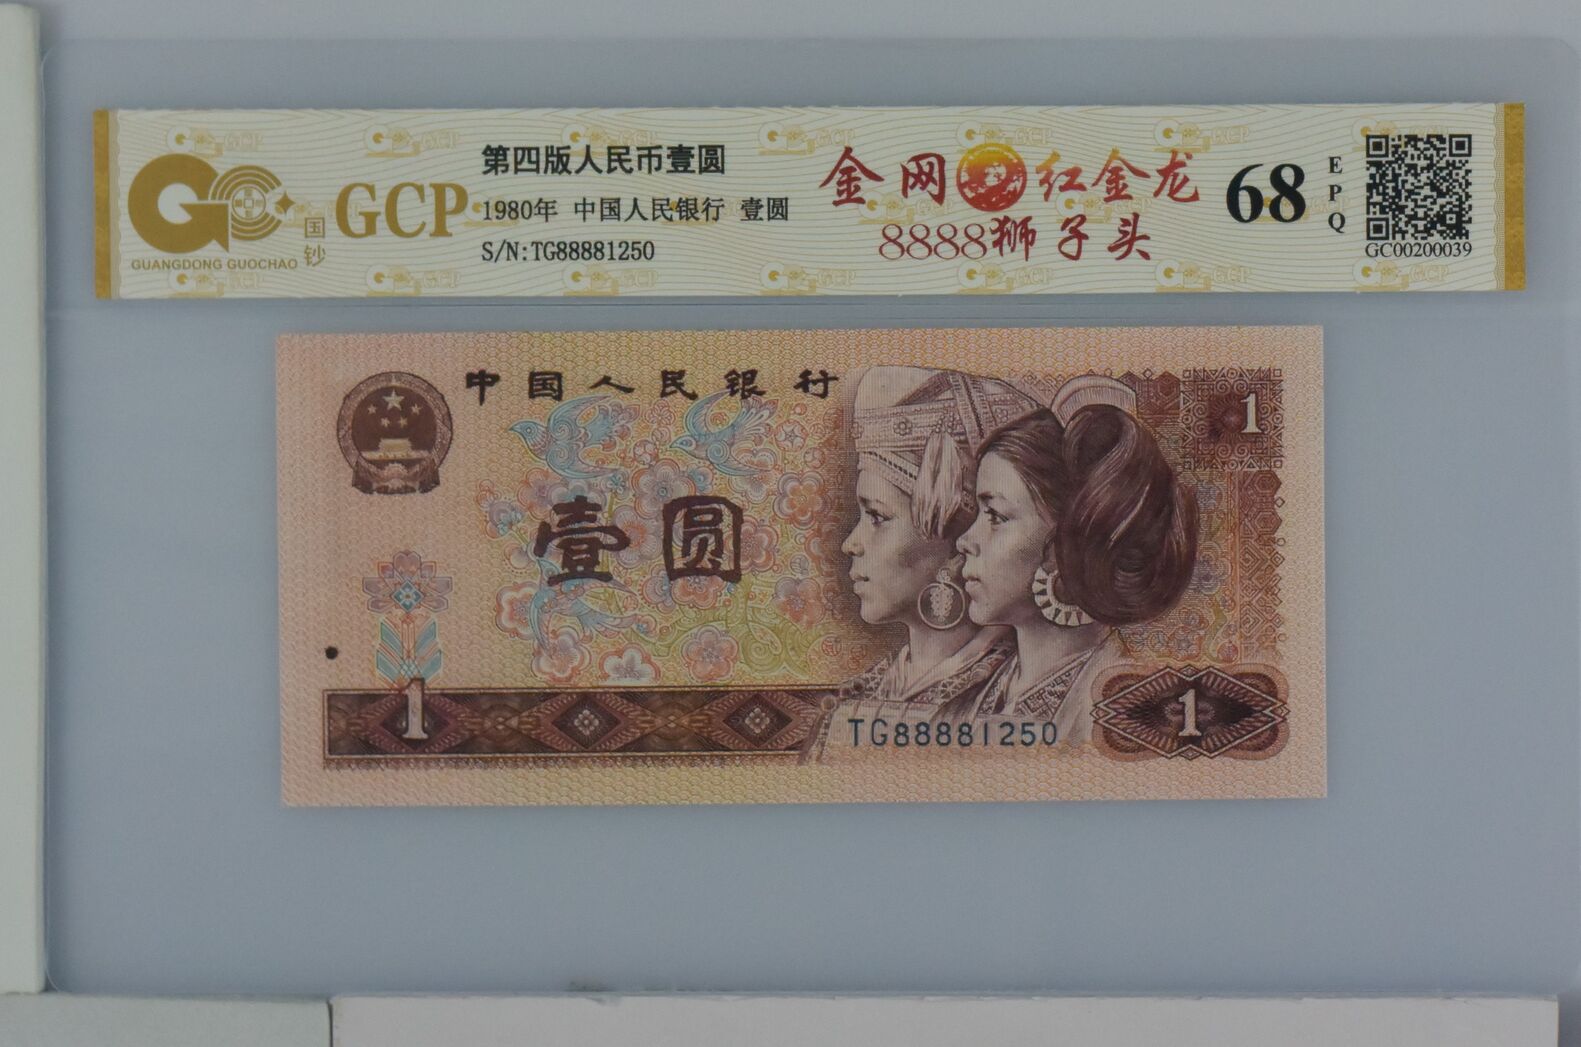 GCP
国钞
GUANGDONG GUOCHAO
第四版人民币壹圆
1980年 中国人民银行 壹圆
S/N:TG88881250
金网红金龙
8888狮子头
68
EPQ
GC00200039
中国人民银行
1
壹圆
1
TG88881250
1